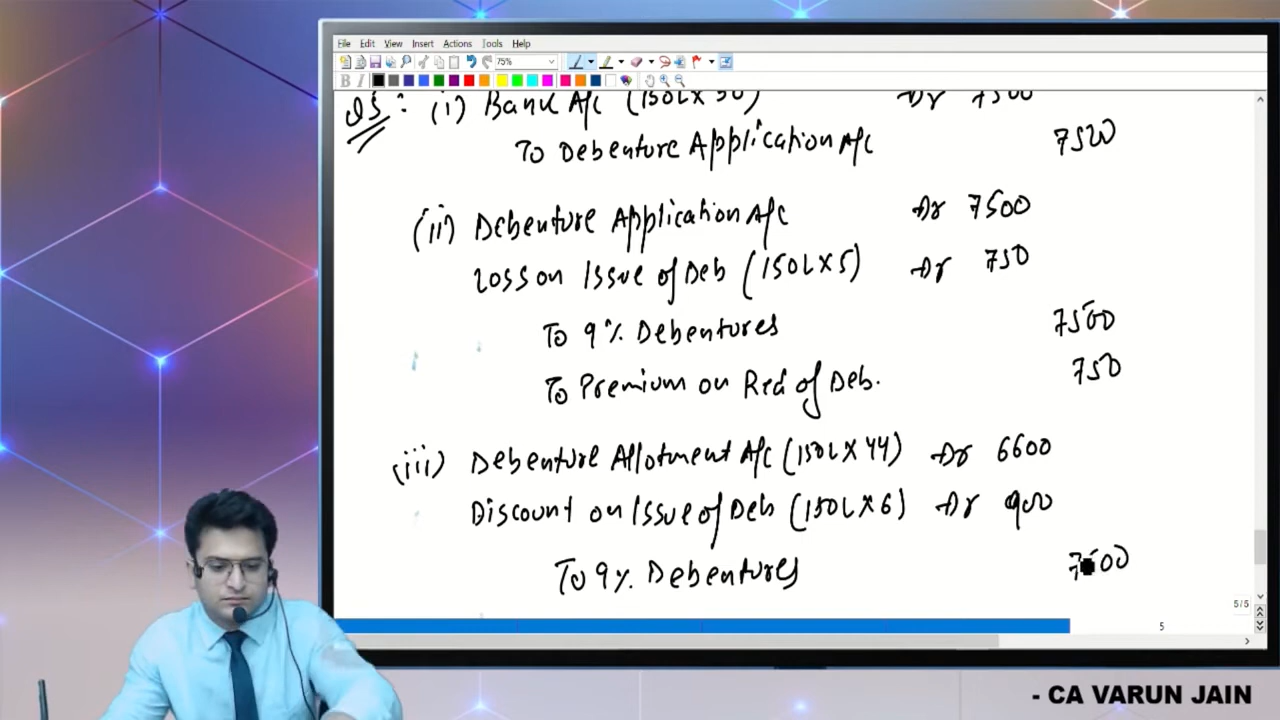 File Edit View Insert Actions Tools Help
75%
B I
Q5: (i) Bank A/c (150L X 50) Dr 7500
To Debenture Application A/c 7520
(ii) Debenture Application A/c Dr 7500
Loss on Issue of Deb (150L X 5) Dr 750
To 9% Debentures 7500
To Premium on Red of Deb. 750
(iii) Debenture Allotment A/c (150L X 44) Dr 6600
Discount on Issue of Deb (150L X 6) Dr 900
To 9% Debentures 7500
5/5
5
- CA VARUN JAIN